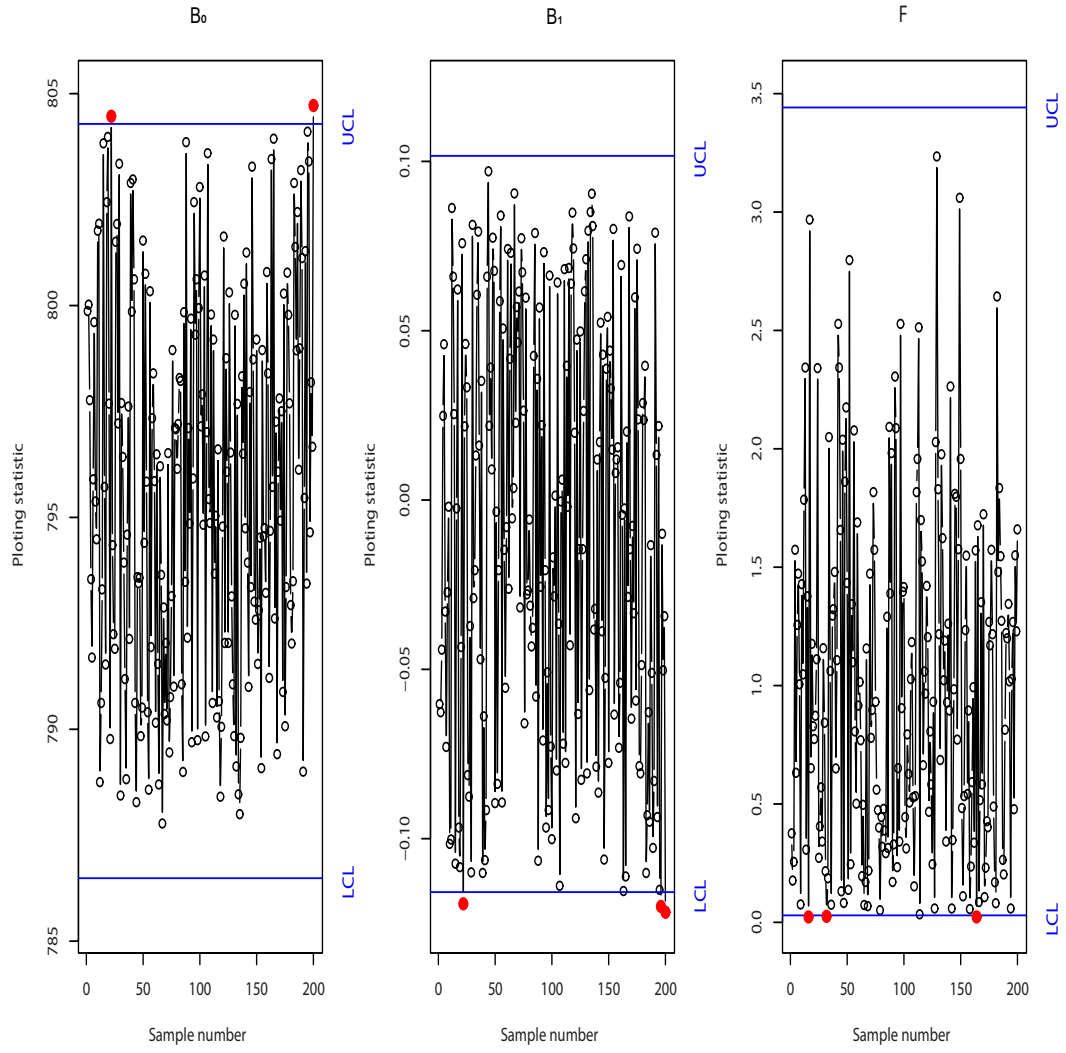 B₀
Ploting statistic
805
800
795
790
785
UCL
LCL
0 50 100 150 200
Sample number
B₁
Ploting statistic
0.10
0.05
0.00
−0.05
−0.10
UCL
LCL
0 50 100 150 200
Sample number
F
Ploting statistic
3.5
3.0
2.5
2.0
1.5
1.0
0.5
0.0
UCL
LCL
0 50 100 150 200
Sample number